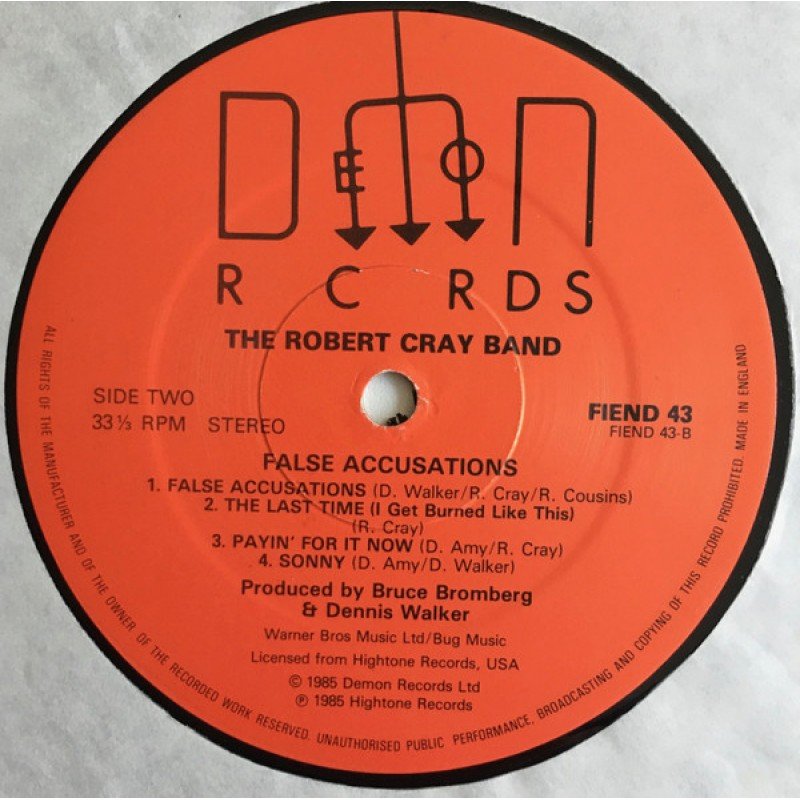 DEMON
R C RDS
THE ROBERT CRAY BAND
SIDE TWO
33⅓ RPM STEREO
FIEND 43
FIEND 43-B
FALSE ACCUSATIONS
1. FALSE ACCUSATIONS (D. Walker/R. Cray/R. Cousins)
2. THE LAST TIME (I Get Burned Like This)
(R. Cray)
3. PAYIN' FOR IT NOW (D. Amy/R. Cray)
4. SONNY (D. Amy/D. Walker)
Produced by Bruce Bromberg
& Dennis Walker
Warner Bros Music Ltd/Bug Music
Licensed from Hightone Records, USA
© 1985 Demon Records Ltd
℗ 1985 Hightone Records
ALL RIGHTS OF THE MANUFACTURER AND OF THE OWNER OF THE RECORDED WORK RESERVED. UNAUTHORISED PUBLIC PERFORMANCE, BROADCASTING AND COPYING OF THIS RECORD PROHIBITED. MADE IN ENGLAND